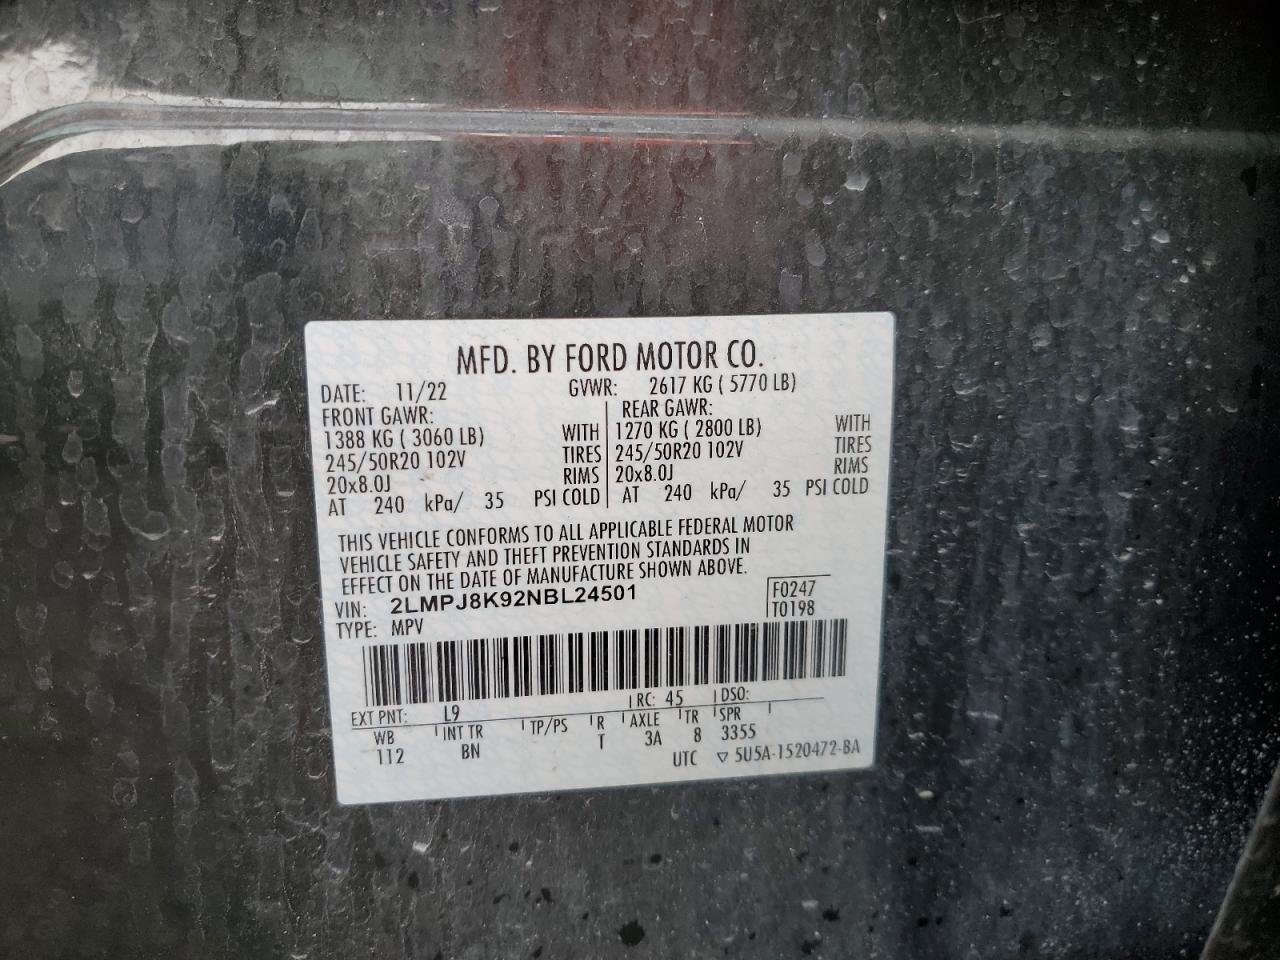 MFD. BY FORD MOTOR CO.
DATE: 11/22 GVWR: 2617 KG ( 5770 LB)
FRONT GAWR: REAR GAWR:
1388 KG ( 3060 LB) WITH 1270 KG ( 2800 LB) WITH
245/50R20 102V TIRES 245/50R20 102V TIRES
20x8.0J RIMS 20x8.0J RIMS
AT 240 kPa/ 35 PSI COLD AT 240 kPa/ 35 PSI COLD
THIS VEHICLE CONFORMS TO ALL APPLICABLE FEDERAL MOTOR
VEHICLE SAFETY AND THEFT PREVENTION STANDARDS IN
EFFECT ON THE DATE OF MANUFACTURE SHOWN ABOVE.
VIN: 2LMPJ8K92NBL24501 F0247
TYPE: MPV T0198
RC: 45 DSO:
EXT PNT: L9
WB INT TR TP/PS R AXLE TR SPR
112 BN T 3A 8 3355
UTC ▽ 5U5A-1520472-BA